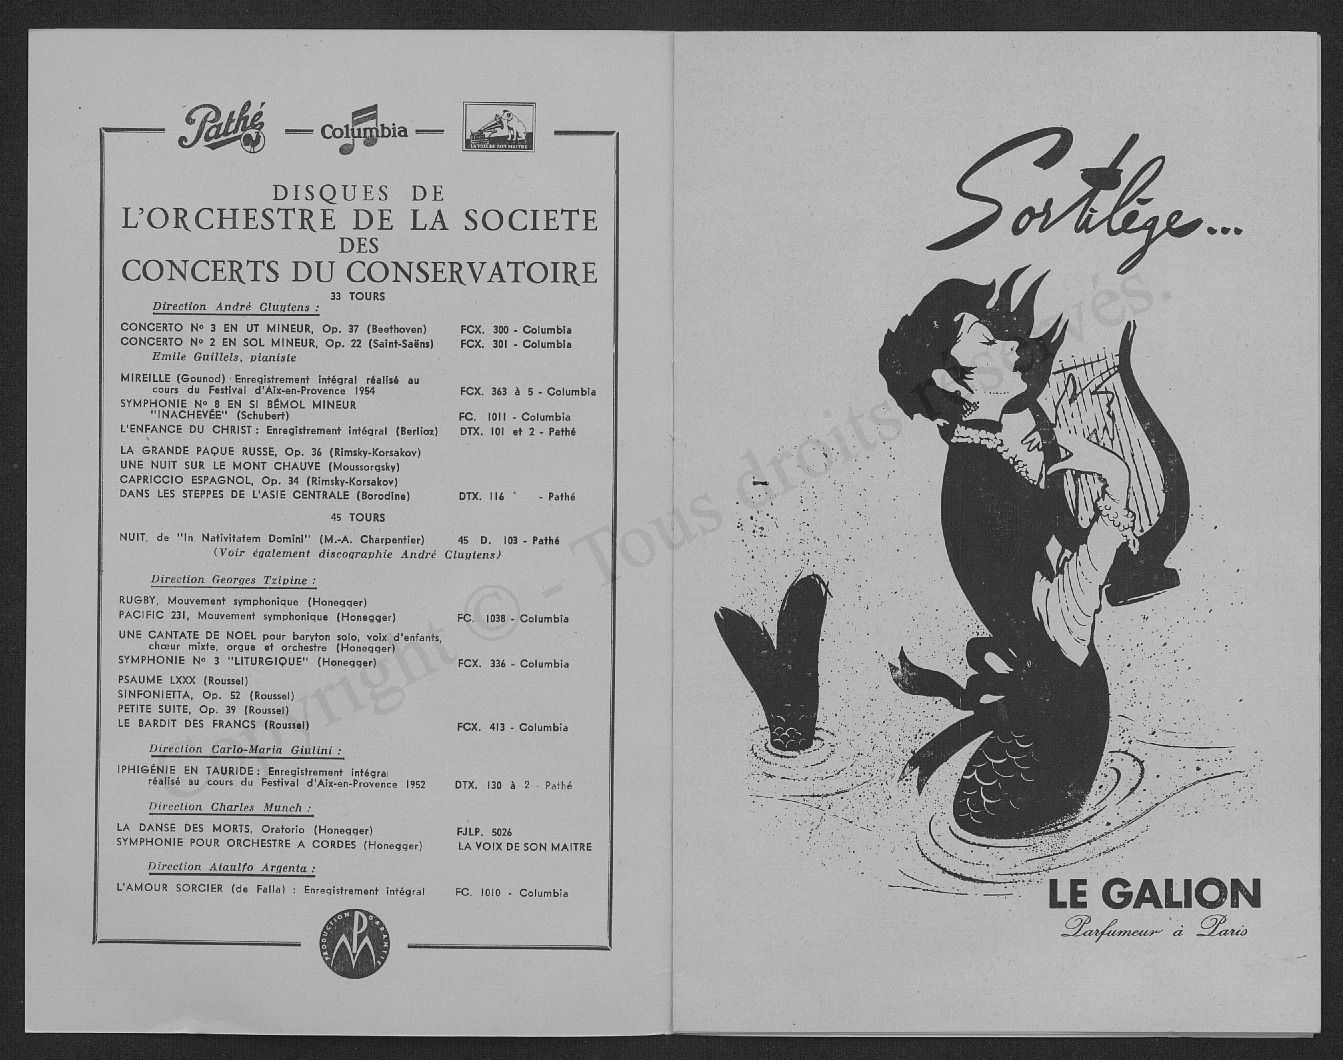 Pathé
Columbia
LA VOIX DE SON MAITRE
DISQUES DE
L'ORCHESTRE DE LA SOCIETE
DES
CONCERTS DU CONSERVATOIRE
33 TOURS
Direction André Cluytens :
CONCERTO No 3 EN UT MINEUR, Op. 37 (Beethoven) FCX. 300 - Columbia
CONCERTO No 2 EN SOL MINEUR, Op. 22 (Saint-Saëns) FCX. 301 - Columbia
Emile Guillels, pianiste
MIREILLE (Gounod) - Enregistrement intégral réalisé au
cours du Festival d'Aix-en-Provence 1954 FCX. 363 à 5 - Columbia
SYMPHONIE No 8 EN SI BÉMOL MINEUR
"INACHEVÉE" (Schubert) FC. 1011 - Columbia
L'ENFANCE DU CHRIST : Enregistrement intégral (Berlioz) DTX. 101 et 2 - Pathé
LA GRANDE PAQUE RUSSE, Op. 36 (Rimsky-Korsakov)
UNE NUIT SUR LE MONT CHAUVE (Moussorgsky)
CAPRICCIO ESPAGNOL, Op. 34 (Rimsky-Korsakov)
DANS LES STEPPES DE L'ASIE CENTRALE (Borodine) DTX. 116 - Pathé
45 TOURS
NUIT, de "In Nativitatem Domini" (M.-A. Charpentier) 45 D. 103 - Pathé
(Voir également discographie André Cluytens)
Direction Georges Tzipine :
RUGBY, Mouvement symphonique (Honegger)
PACIFIC 231, Mouvement symphonique (Honegger) FC. 1038 - Columbia
UNE CANTATE DE NOEL pour baryton solo, voix d'enfants,
chœur mixte, orgue et orchestre (Honegger)
SYMPHONIE No 3 "LITURGIQUE" (Honegger) FCX. 336 - Columbia
PSAUME LXXX (Roussel)
SINFONIETTA, Op. 52 (Roussel)
PETITE SUITE, Op. 39 (Roussel)
LE BARDIT DES FRANCS (Roussel) FCX. 413 - Columbia
Direction Carlo-Maria Giulini :
IPHIGÉNIE EN TAURIDE : Enregistrement intégral
réalisé au cours du Festival d'Aix-en-Provence 1952 DTX. 130 à 2 - Pathé
Direction Charles Munch :
LA DANSE DES MORTS, Oratorio (Honegger) FJLP. 5026
SYMPHONIE POUR ORCHESTRE A CORDES (Honegger) LA VOIX DE SON MAITRE
Direction Ataulfo Argenta :
L'AMOUR SORCIER (de Falla) : Enregistrement intégral FC. 1010 - Columbia
PRODUCTION GARANTIE
PM
Sortilège...
LE GALION
Parfumeur à Paris
Copyright © - Tous droits réservés.